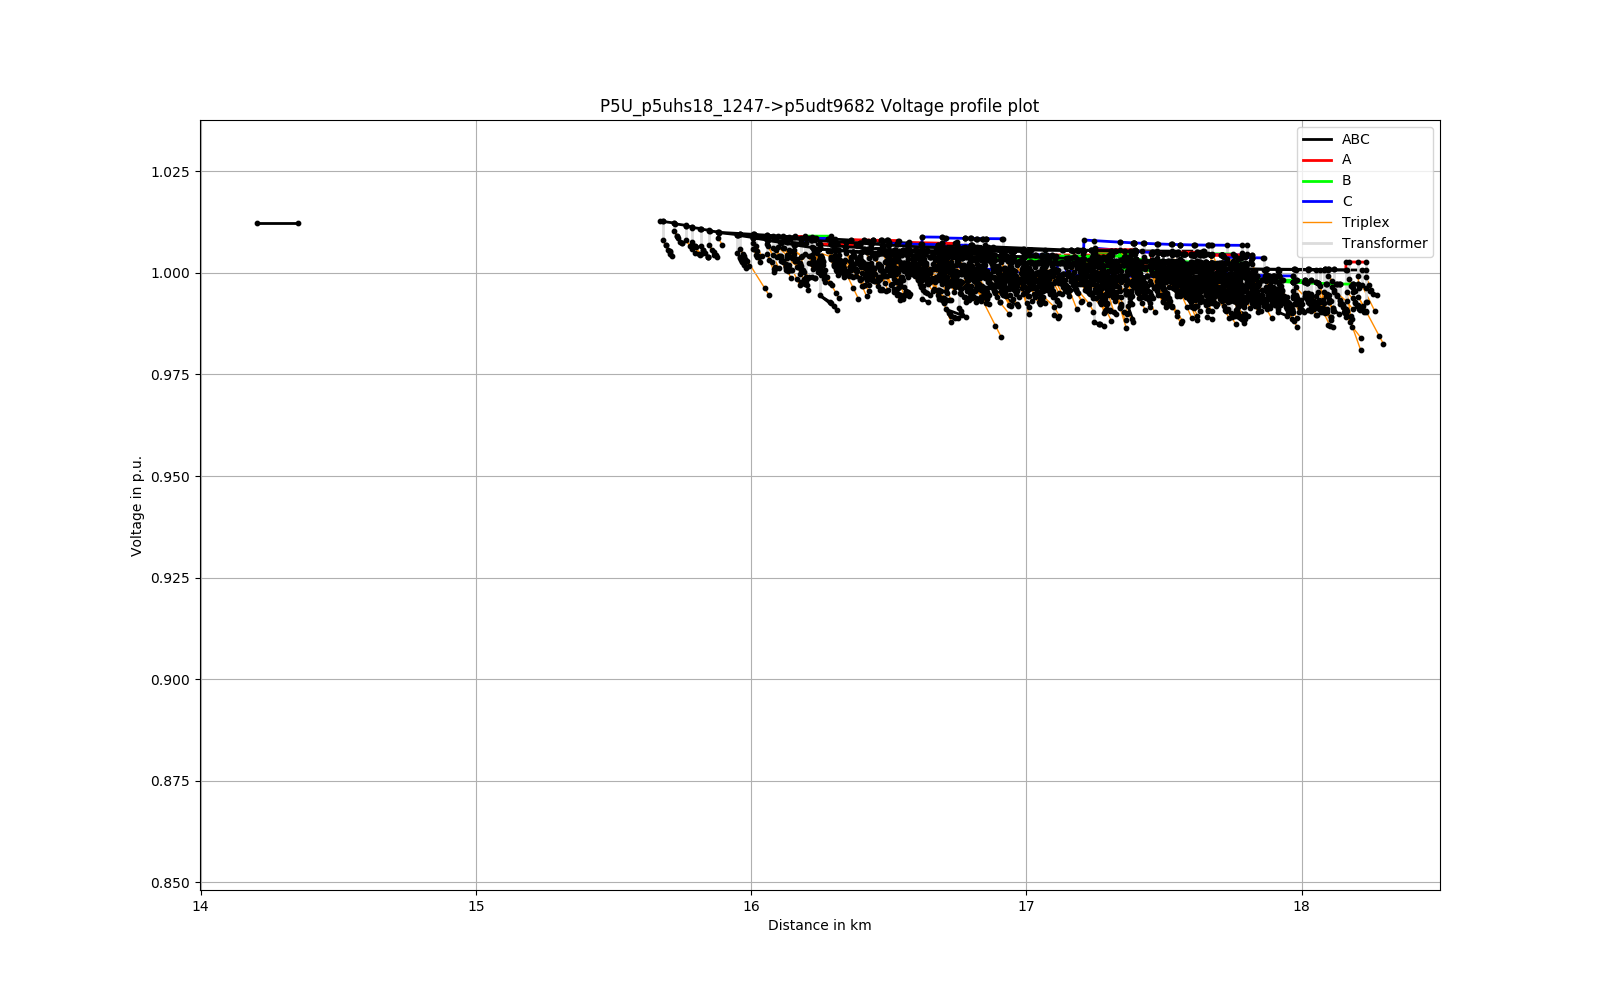 P5U_p5uhs18_1247->p5udt9682 Voltage profile plot
ABC
A
B
C
Triplex
Transformer
1.025
1.000
0.975
0.950
0.925
0.900
0.875
0.850
Voltage in p.u.
14 15 16 17 18
Distance in km